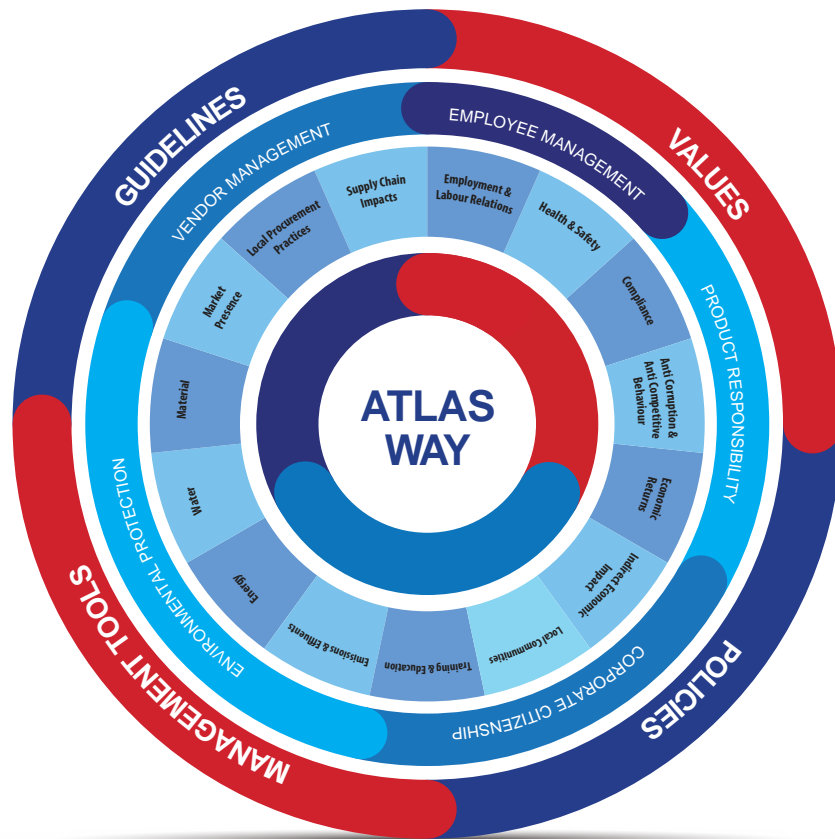 GUIDELINES
VALUES
POLICIES
MANAGEMENT TOOLS
VENDOR MANAGEMENT
EMPLOYEE MANAGEMENT
PRODUCT RESPONSIBILITY
CORPORATE CITIZENSHIP
ENVIRONMENTAL PROTECTION
Employment &
Labour Relations
Health & Safety
Compliance
Anti Corruption &
Anti Competitive
Behaviour
Economic
Returns
Indirect Economic
Impact
Local Communities
Training & Education
Emissions & Effluents
Energy
Water
Material
Market
Presence
Local Procurement
Practices
Supply Chain
Impacts
ATLAS
WAY